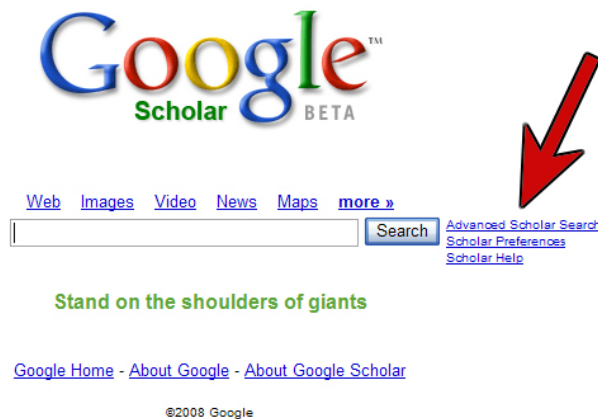 Google™
Scholar BETA
Web Images Video News Maps more »
Search
Advanced Scholar Search
Scholar Preferences
Scholar Help
Stand on the shoulders of giants
Google Home - About Google - About Google Scholar
©2008 Google